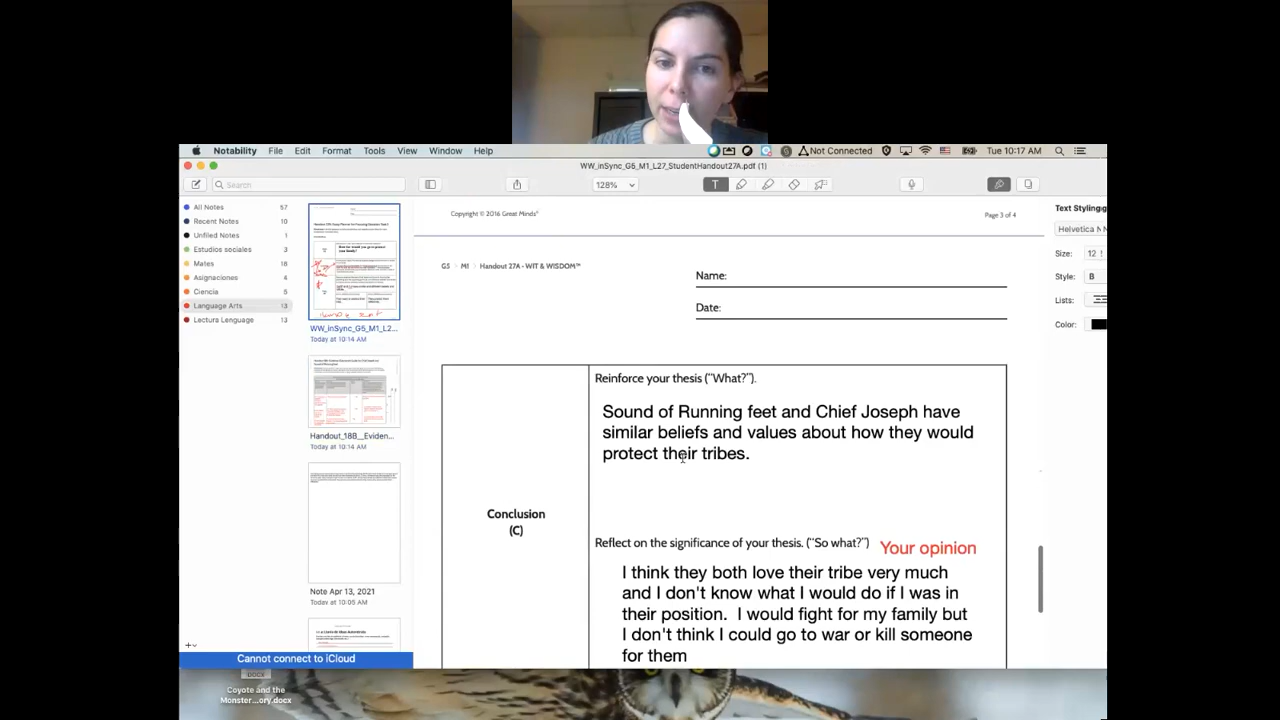 Notability File Edit Format Tools View Window Help Not Connected Tue 10:17 AM
WW_inSync_G5_M1_L27_StudentHandout27A.pdf (1)
Search 128% T
All Notes 57
Recent Notes 10
Unfiled Notes 1
Estudios sociales 3
Mates 18
Asignaciones 4
Ciencia 5
Language Arts 13
Lectura Language 13
WW_inSync_G5_M1_L2...
Today at 10:14 AM
Handout_18B__Eviden...
Today at 10:14 AM
Note Apr 13, 2021
Today at 10:05 AM
Cannot connect to iCloud
Coyote and the
Monster...ory.docx
Copyright © 2016 Great Minds®
Page 3 of 4
G5 > M1 > Handout 27A • WIT & WISDOM™
Name:
Date:
Reinforce your thesis ("What?").
Sound of Running feet and Chief Joseph have
similar beliefs and values about how they would
protect their tribes.
Conclusion
(C)
Reflect on the significance of your thesis. ("So what?") Your opinion
I think they both love their tribe very much
and I don't know what I would do if I was in
their position. I would fight for my family but
I don't think I could go to war or kill someone
for them
Text Styling
Helvetica N
Size: 12
Style: B
Lists:
Color: